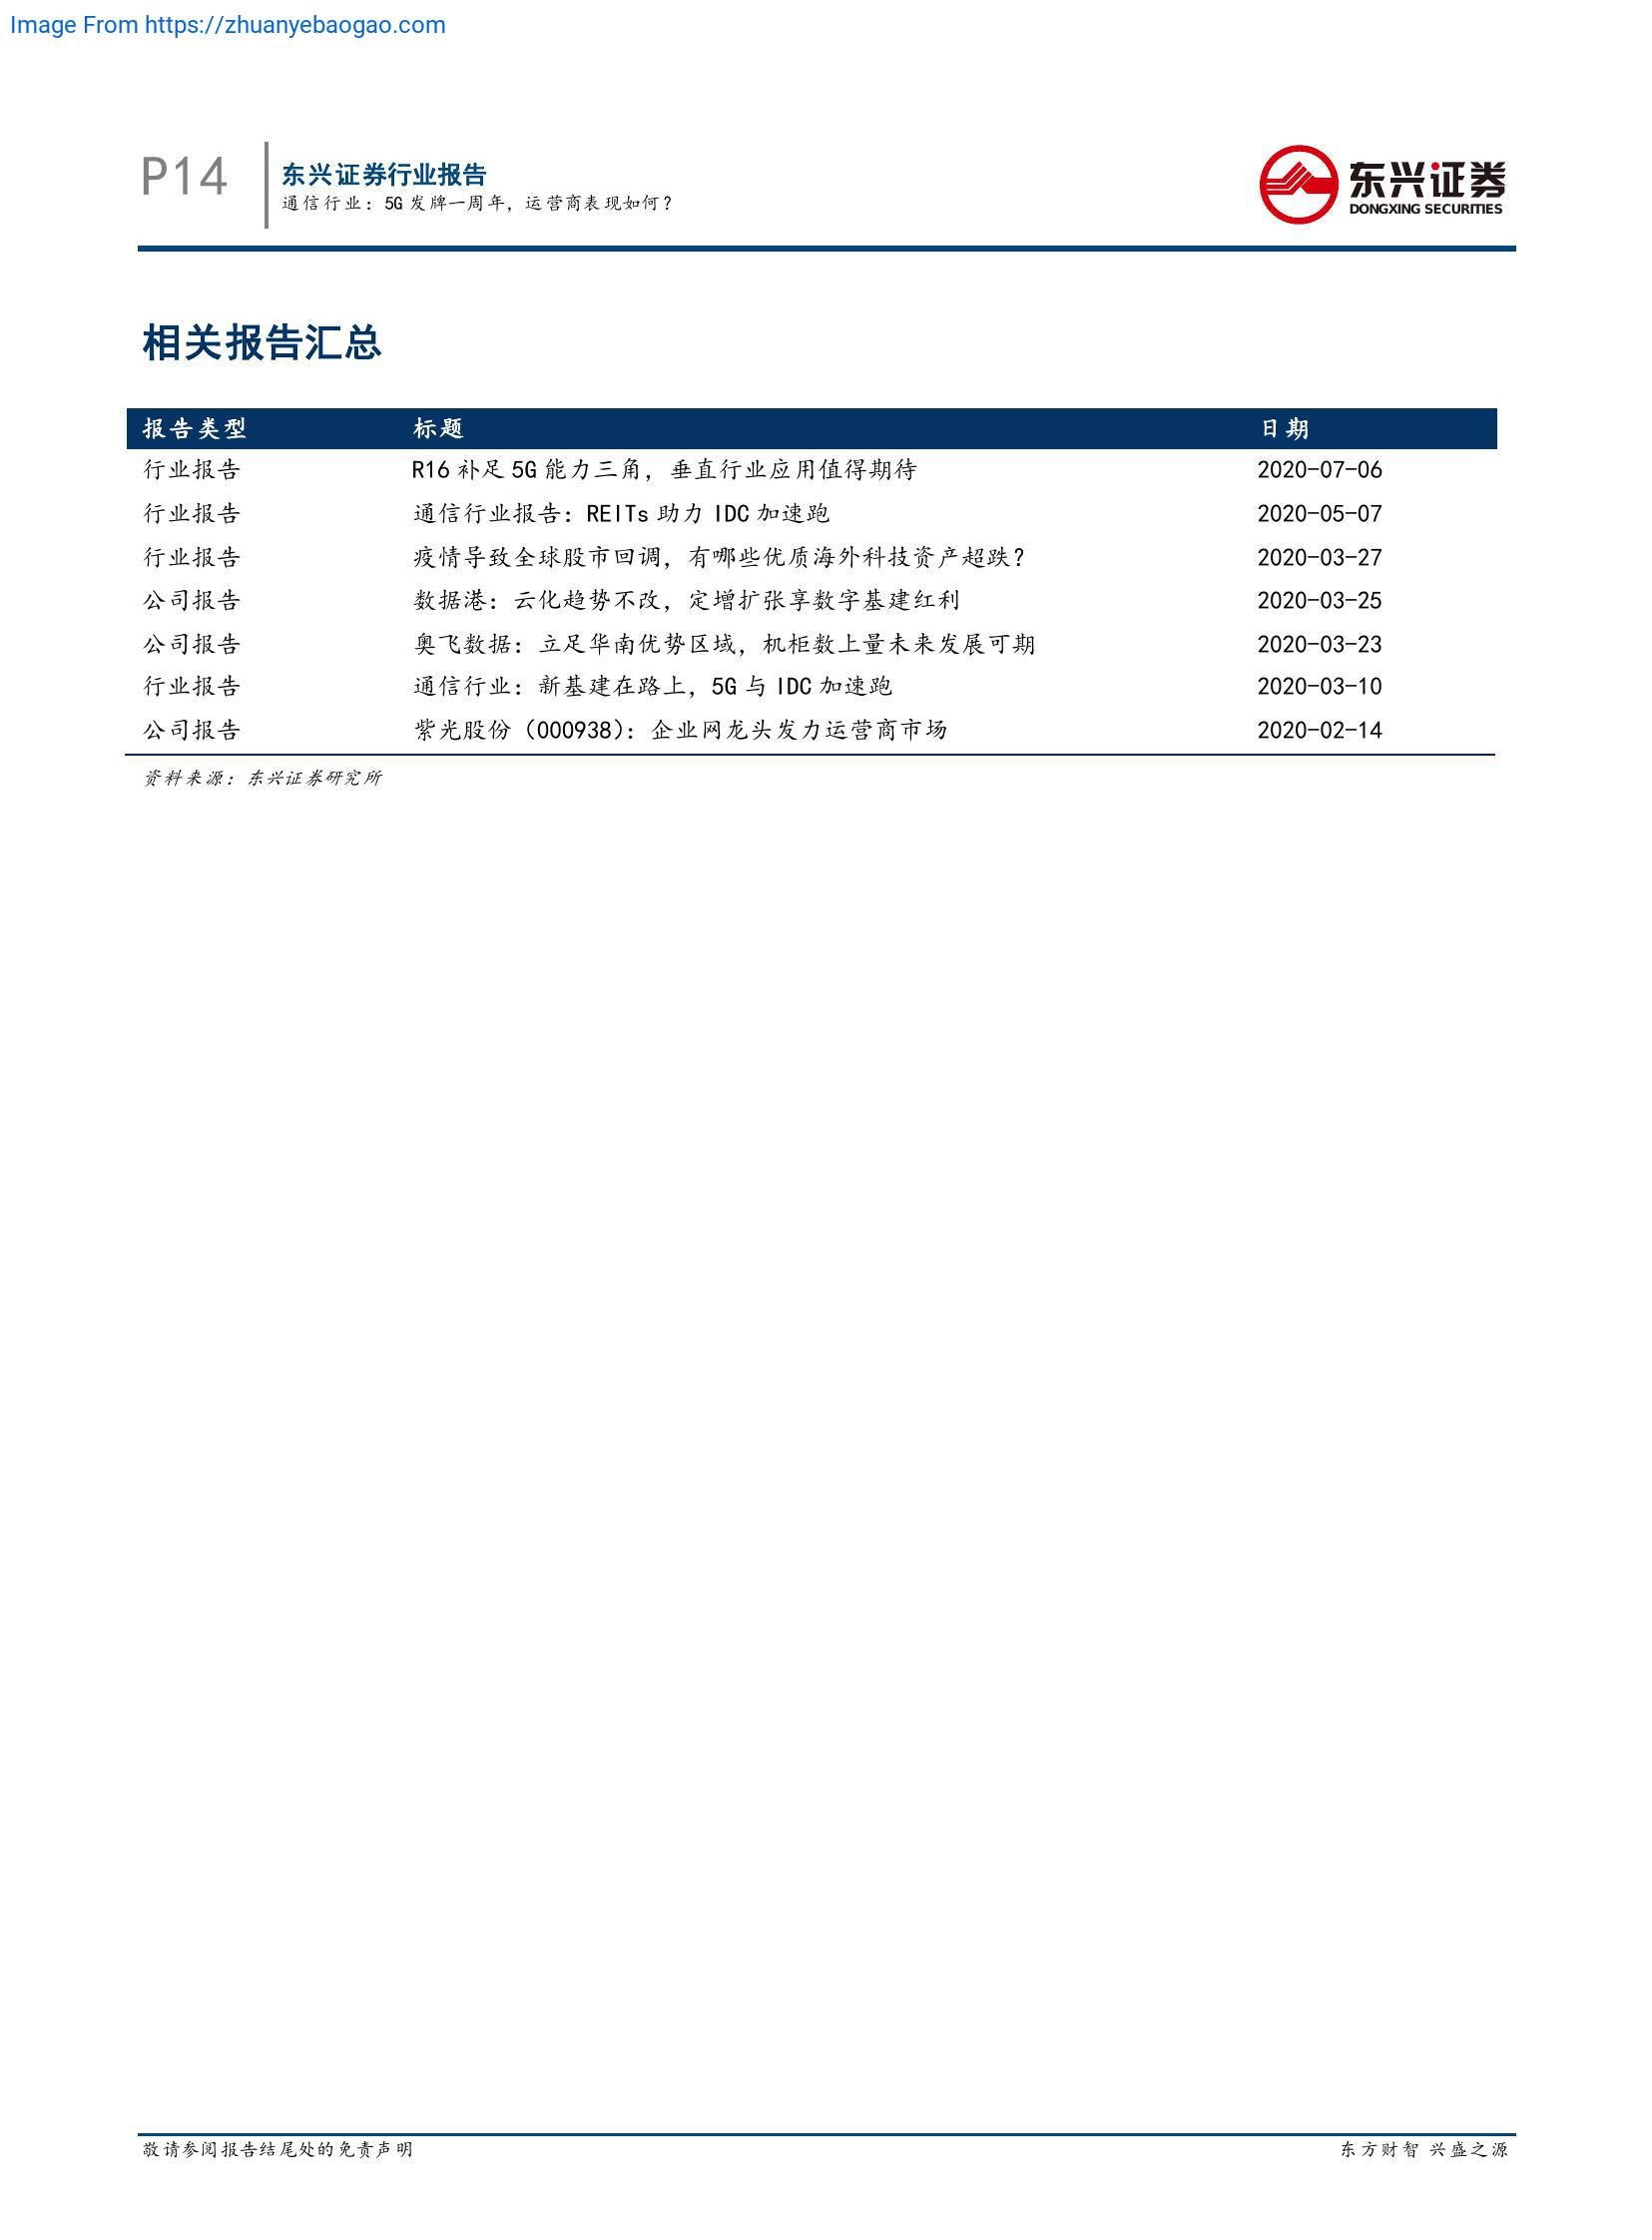 Image From https://zhuanyebaogao.com
P14
东兴证券行业报告
通信行业：5G 发牌一周年，运营商表现如何？
东兴证券
DONGXING SECURITIES
相关报告汇总
报告类型 标题 日期
行业报告 R16 补足 5G 能力三角，垂直行业应用值得期待 2020-07-06
行业报告 通信行业报告：REITs 助力 IDC 加速跑 2020-05-07
行业报告 疫情导致全球股市回调，有哪些优质海外科技资产超跌？ 2020-03-27
公司报告 数据港：云化趋势不改，定增扩张享数字基建红利 2020-03-25
公司报告 奥飞数据：立足华南优势区域，机柜数上量未来发展可期 2020-03-23
行业报告 通信行业：新基建在路上，5G 与 IDC 加速跑 2020-03-10
公司报告 紫光股份（000938）：企业网龙头发力运营商市场 2020-02-14
资料来源：东兴证券研究所
敬请参阅报告结尾处的免责声明 东方财智 兴盛之源